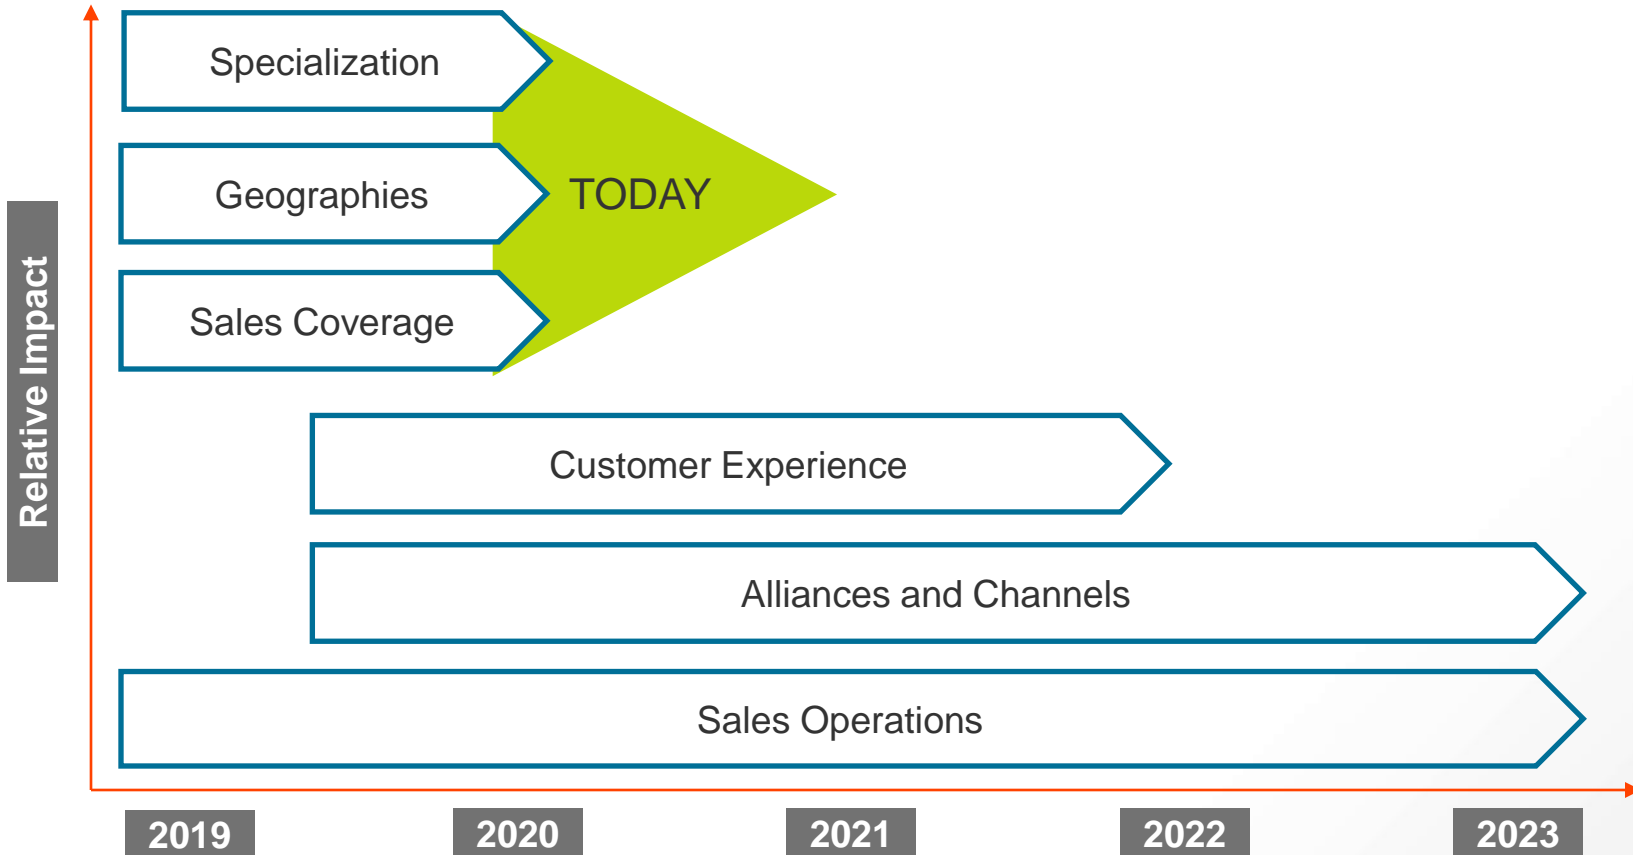 Specialization
Geographies
TODAY
Sales Coverage
Relative Impact
Customer Experience
Alliances and Channels
Sales Operations
2019
2020
2021
2022
2023